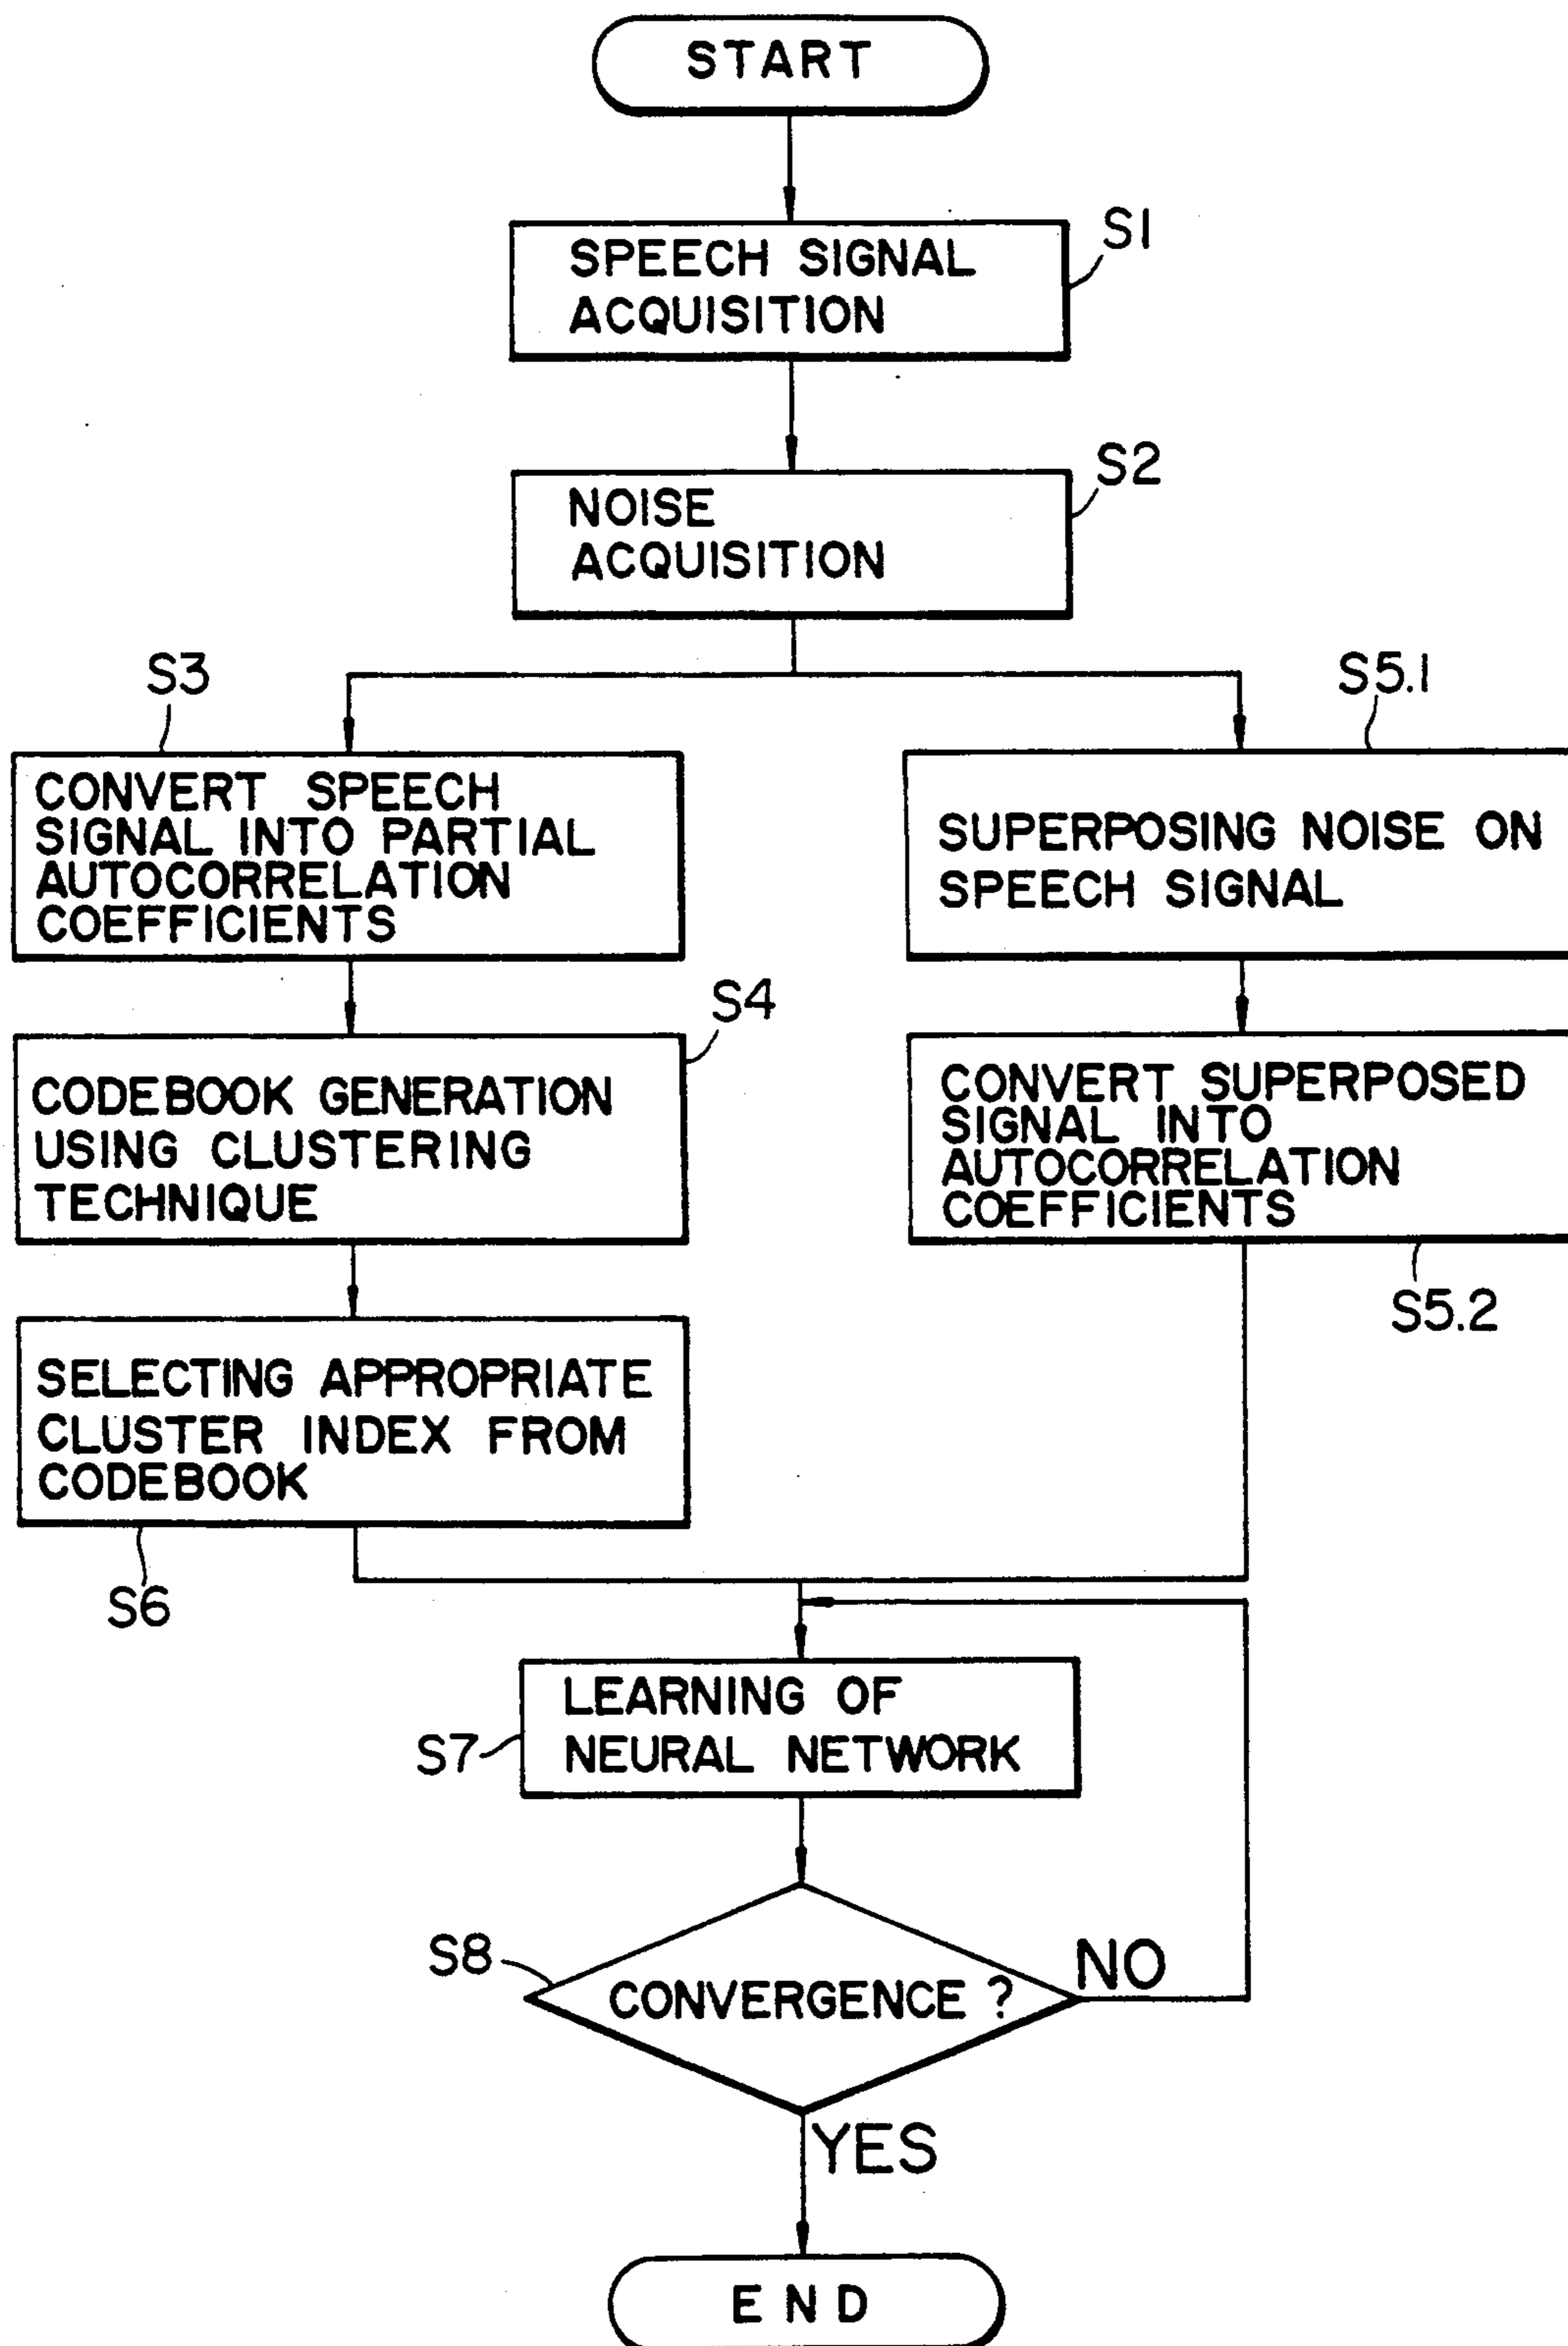 START
S1
SPEECH SIGNAL
ACQUISITION
S2
NOISE
ACQUISITION
S3
CONVERT SPEECH
SIGNAL INTO PARTIAL
AUTOCORRELATION
COEFFICIENTS
S4
CODEBOOK GENERATION
USING CLUSTERING
TECHNIQUE
SELECTING APPROPRIATE
CLUSTER INDEX FROM
CODEBOOK
S6
S5.1
SUPERPOSING NOISE ON
SPEECH SIGNAL
CONVERT SUPERPOSED
SIGNAL INTO
AUTOCORRELATION
COEFFICIENTS
S5.2
LEARNING OF
NEURAL NETWORK
S7
S8
CONVERGENCE ?
NO
YES
END